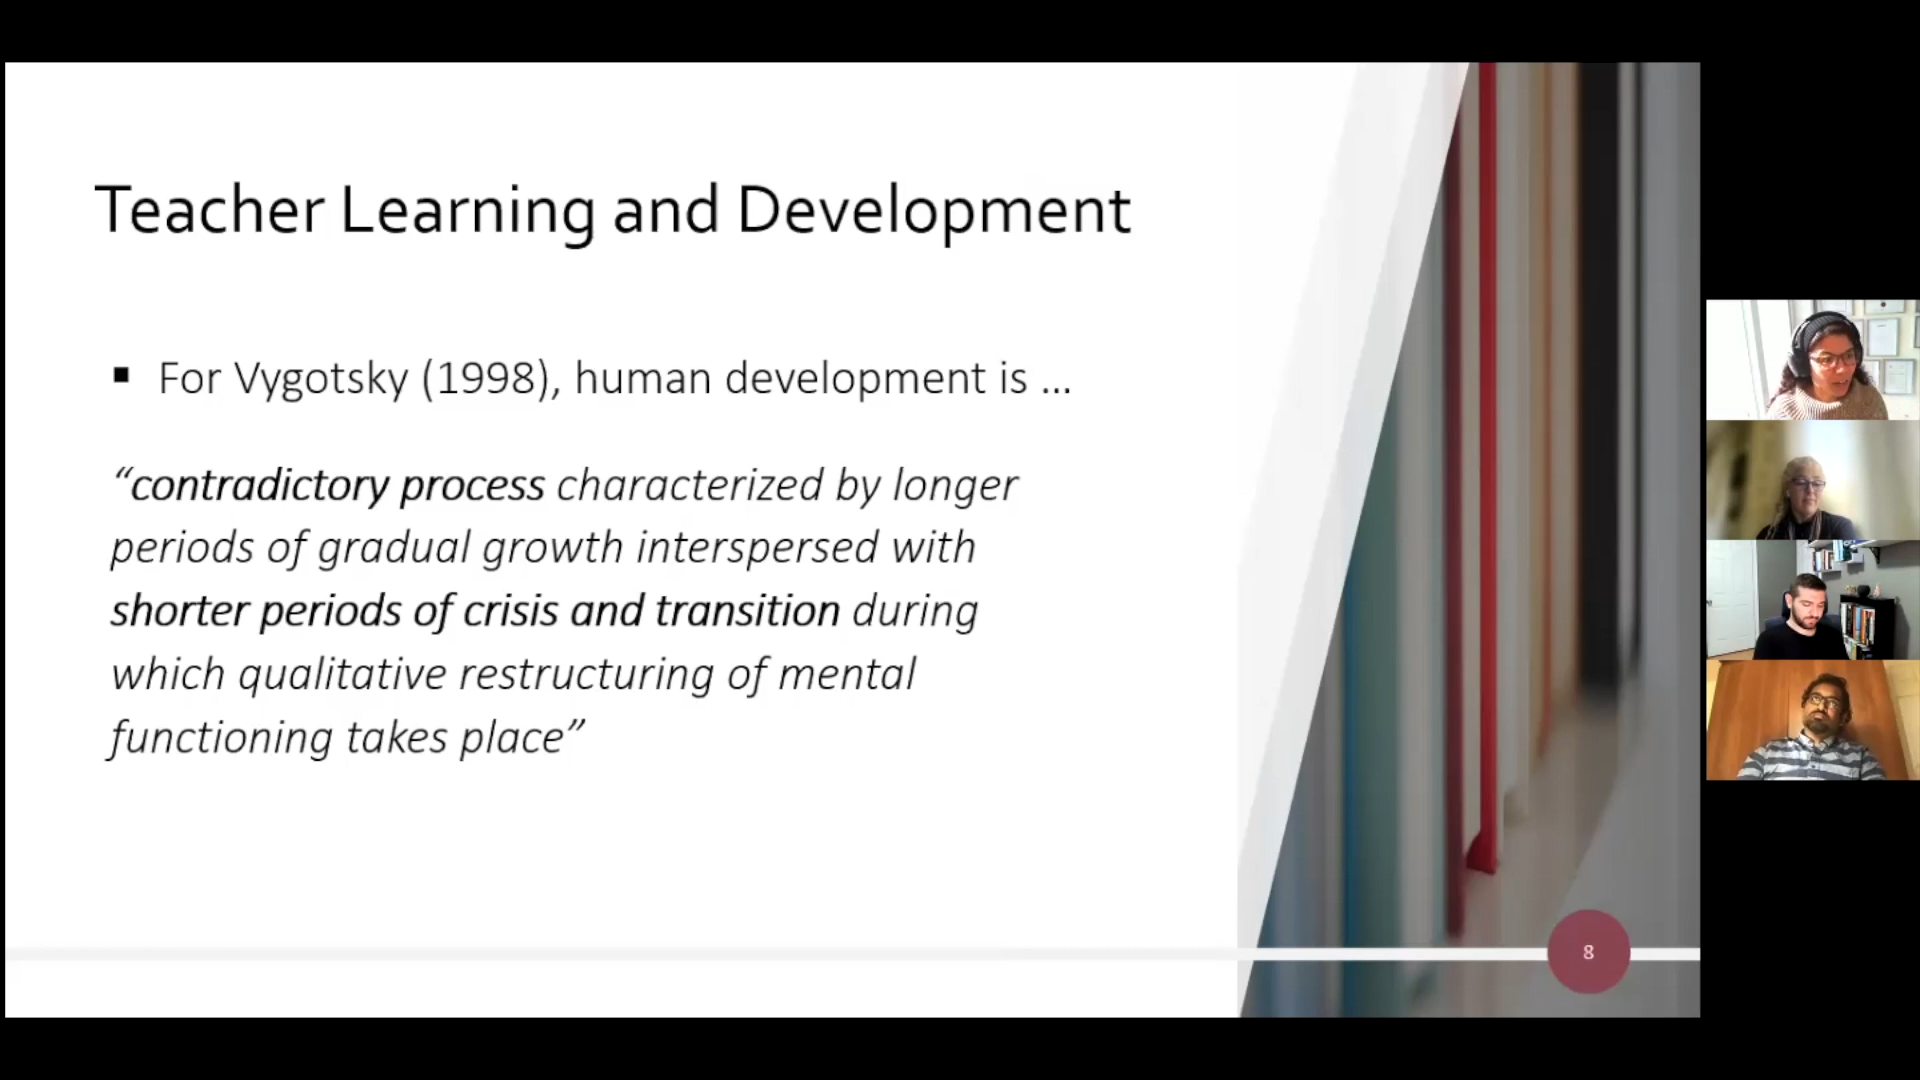 Teacher Learning and Development
▪ For Vygotsky (1998), human development is ...
“contradictory process characterized by longer
periods of gradual growth interspersed with
shorter periods of crisis and transition during
which qualitative restructuring of mental
functioning takes place”
8